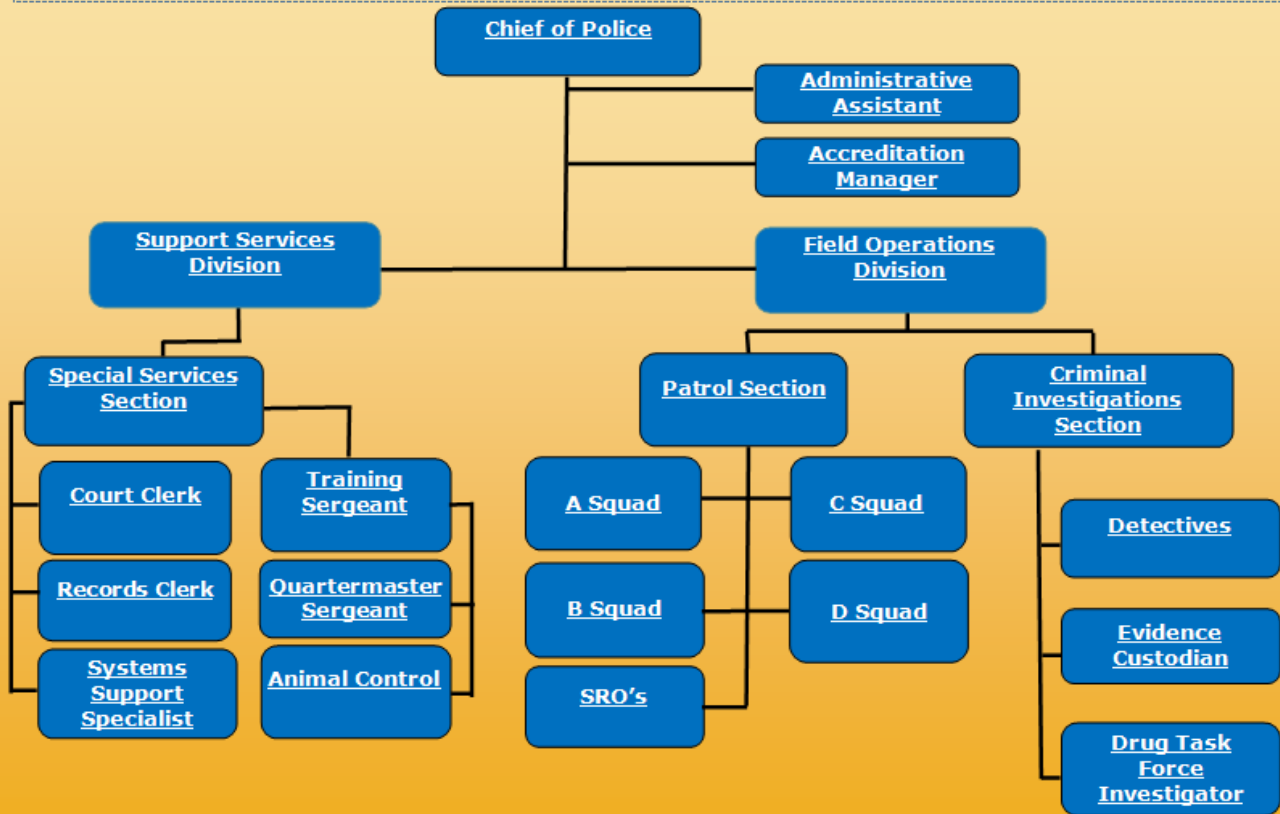 Chief of Police
Administrative
Assistant
Accreditation
Manager
Support Services
Division
Field Operations
Division
Special Services
Section
Patrol Section
Criminal
Investigations
Section
Court Clerk
Training
Sergeant
A Squad
C Squad
Detectives
Records Clerk
Quartermaster
Sergeant
B Squad
D Squad
Evidence
Custodian
Systems
Support
Specialist
Animal Control
SRO’s
Drug Task
Force
Investigator